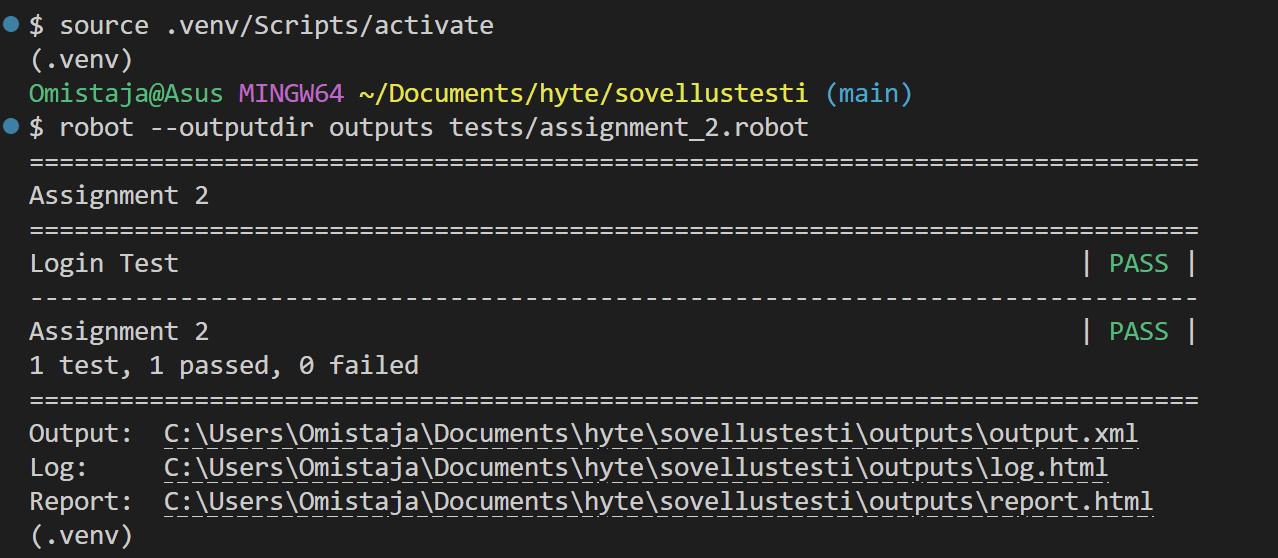 $ source .venv/Scripts/activate
(.venv)
Omistaja@Asus MINGW64 ~/Documents/hyte/sovellustesti (main)
$ robot --outputdir outputs tests/assignment_2.robot
==============================================================================
Assignment 2
==============================================================================
Login Test                                                            | PASS |
------------------------------------------------------------------------------
Assignment 2                                                          | PASS |
1 test, 1 passed, 0 failed
==============================================================================
Output:  C:\Users\Omistaja\Documents\hyte\sovellustesti\outputs\output.xml
Log:     C:\Users\Omistaja\Documents\hyte\sovellustesti\outputs\log.html
Report:  C:\Users\Omistaja\Documents\hyte\sovellustesti\outputs\report.html
(.venv)